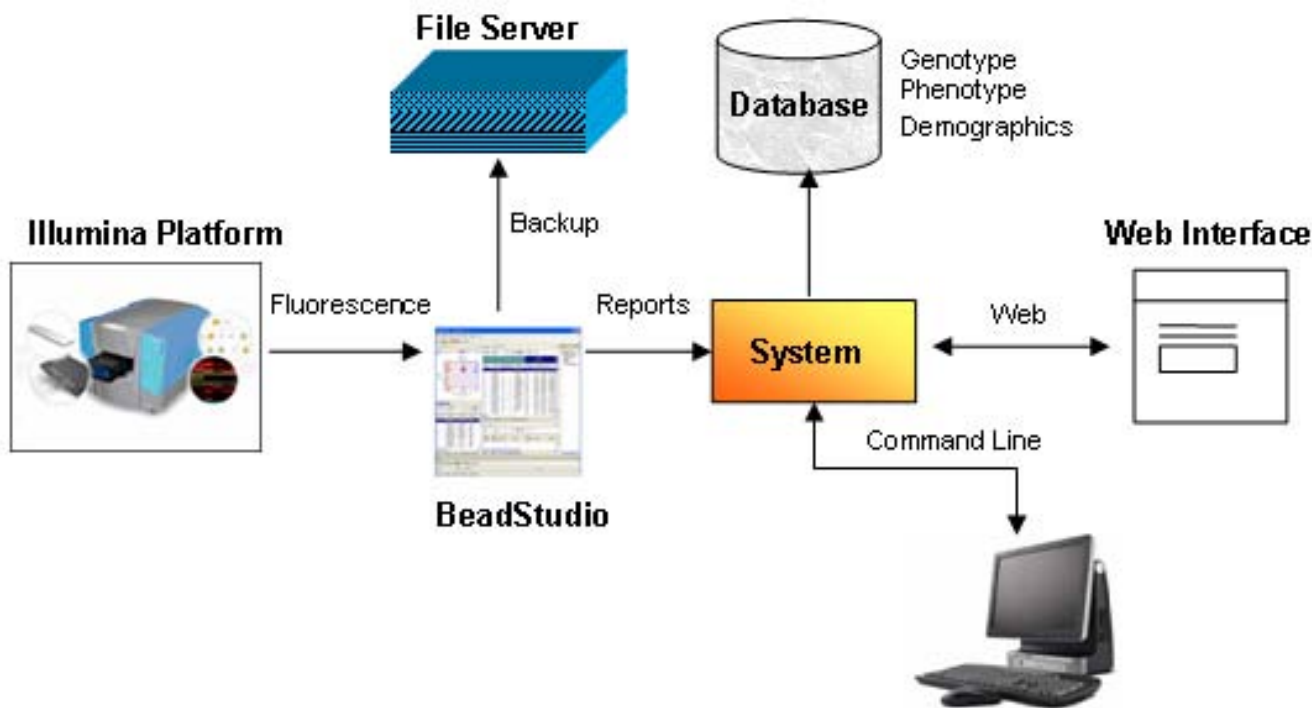 File Server
Database
Genotype
Phenotype
Demographics
Backup
Illumina Platform
Web Interface
Fluorescence
Reports
Web
System
Command Line
BeadStudio